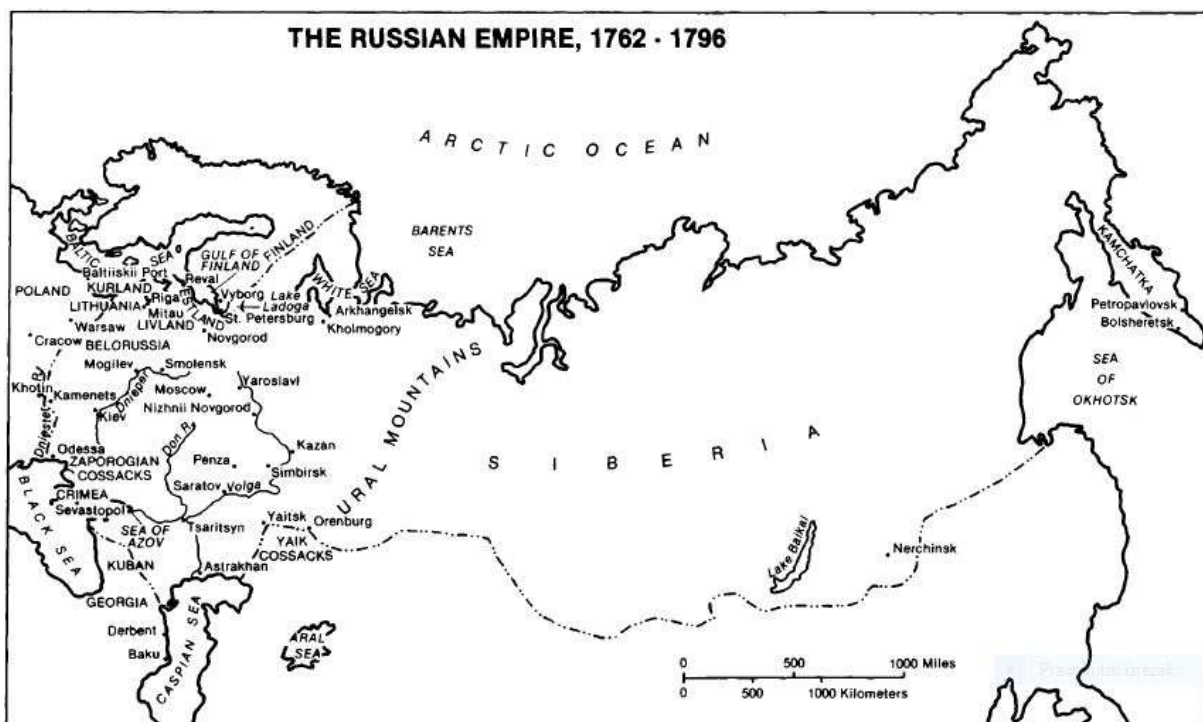 THE RUSSIAN EMPIRE, 1762 - 1796
ARCTIC OCEAN
BARENTS
SEA
BALTIC
SEA
GULF OF
FINLAND
FINLAND
WHITE SEA
KAMCHATKA
Baltiiskii Port
Reval
POLAND
KURLAND
Riga
ESTLAND
Vyborg
Lake
Ladoga
Arkhangelsk
LITHUANIA
Mitau
St. Petersburg
Kholmogory
Petropavlovsk
Bolsheretsk
Warsaw
LIVLAND
Novgorod
Cracow
BELORUSSIA
Mogilev
Smolensk
SEA
OF
OKHOTSK
Khotin
Kamenets
Dniester R
Dnieper
Kiev
Moscow
Yaroslavl
Nizhnii Novgorod
URAL MOUNTAINS
Don R.
Kazan
SIBERIA
Odessa
ZAPOROGIAN
COSSACKS
Penza
Simbirsk
Saratov
Volga
BLACK SEA
CRIMEA
Sevastopol
SEA OF
AZOV
Tsaritsyn
Yaitsk
Orenburg
YAIK
COSSACKS
Lake Baikal
Nerchinsk
KUBAN
Astrakhan
GEORGIA
Derbent
Baku
CASPIAN SEA
ARAL
SEA
0 500 1000 Miles
0 500 1000 Kilometers